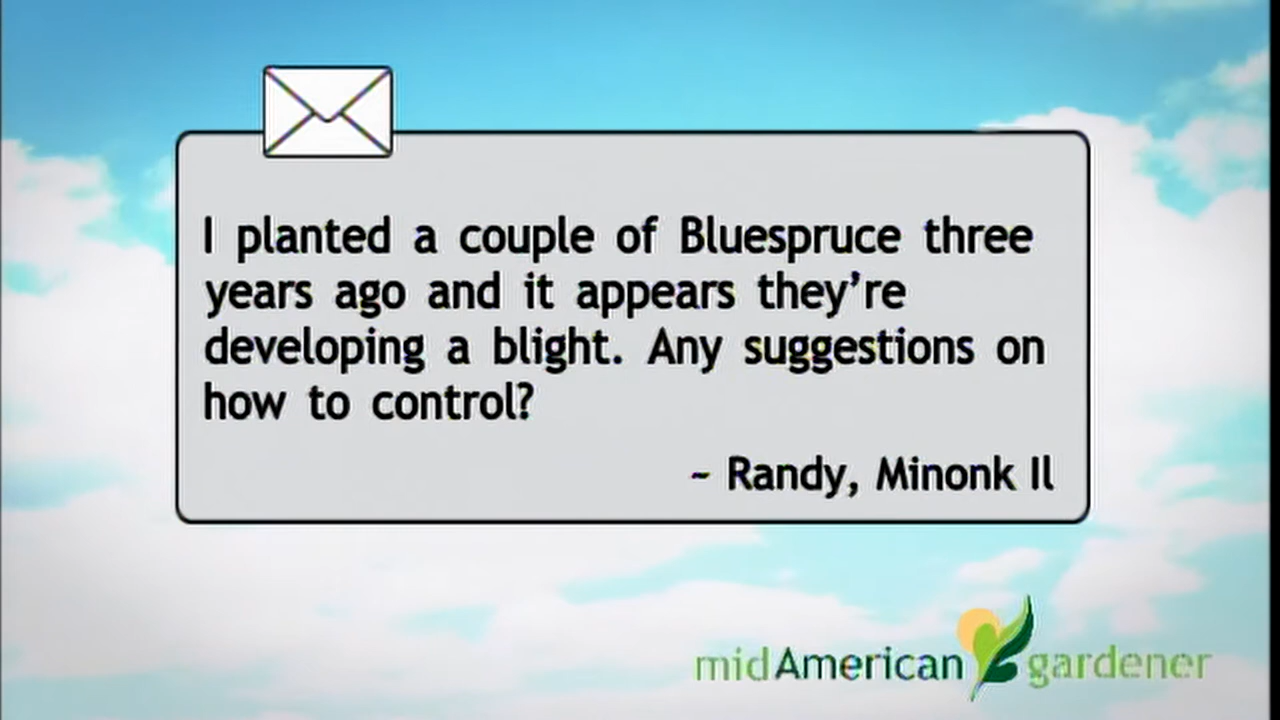 I planted a couple of Bluespruce three
years ago and it appears they're
developing a blight. Any suggestions on
how to control?
~ Randy, Minonk Il
midAmerican gardener